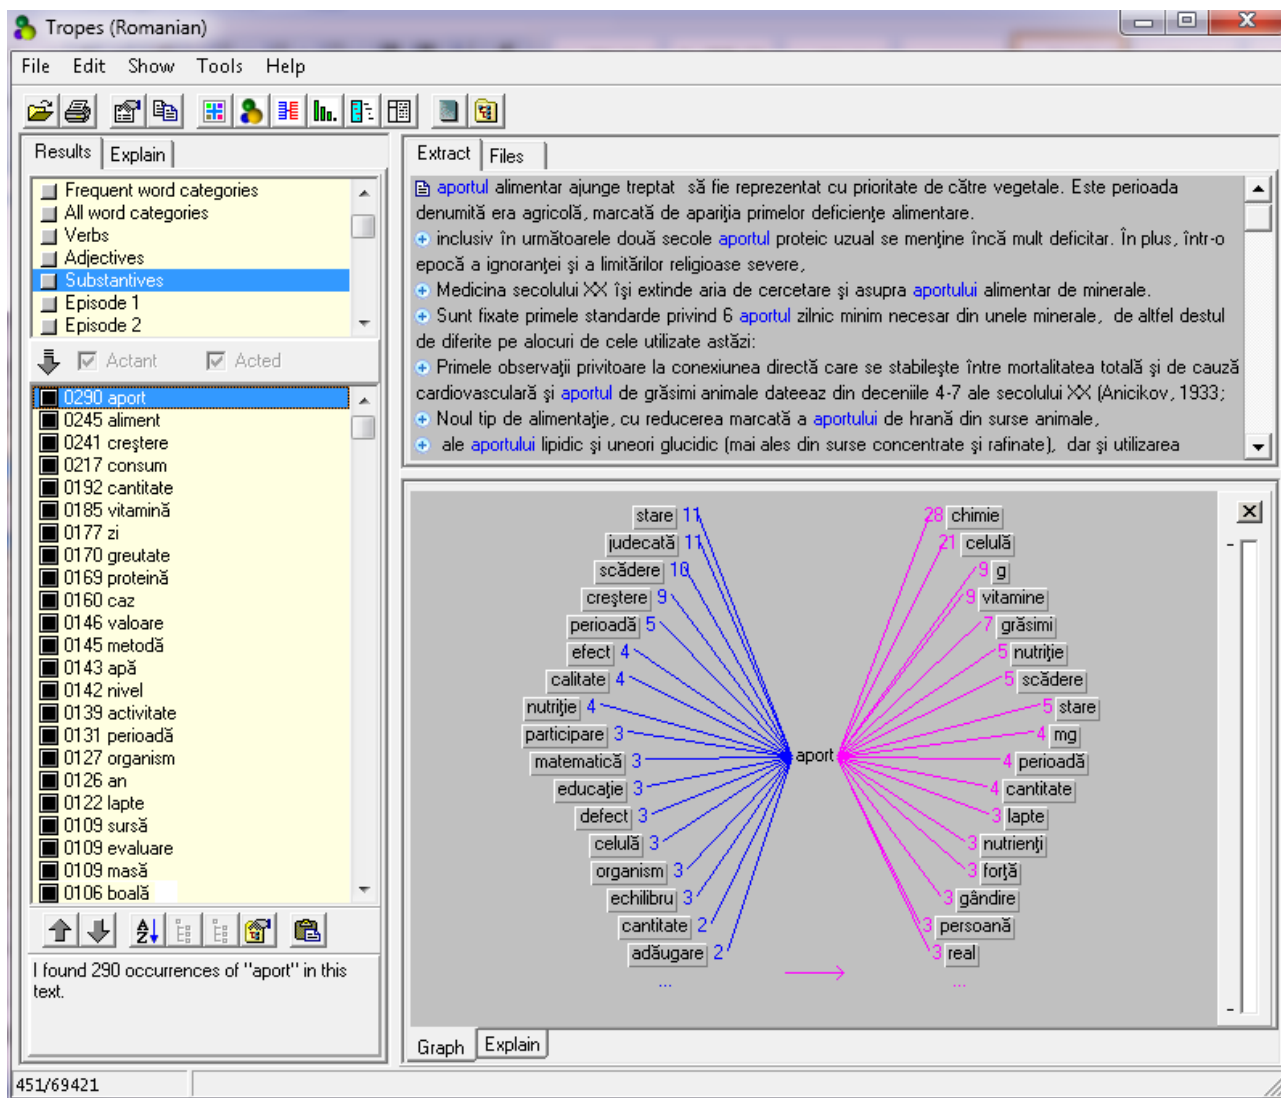 Tropes (Romanian)
File Edit Show Tools Help
Results Explain
Frequent word categories
All word categories
Verbs
Adjectives
Substantives
Episode 1
Episode 2
Actant Acted
0290 aport
0245 aliment
0241 creştere
0217 consum
0192 cantitate
0185 vitamină
0177 zi
0170 greutate
0169 proteină
0160 caz
0146 valoare
0145 metodă
0143 apă
0142 nivel
0139 activitate
0131 perioadă
0127 organism
0126 an
0122 lapte
0109 sursă
0109 evaluare
0109 masă
0106 boală
I found 290 occurrences of "aport" in this
text.
Extract Files
aportul alimentar ajunge treptat să fie reprezentat cu prioritate de către vegetale. Este perioada
denumită era agricolă, marcată de apariţia primelor deficienţe alimentare.
inclusiv în următoarele două secole aportul proteic uzual se menţine încă mult deficitar. În plus, într-o
epocă a ignoranţei şi a limitărilor religioase severe,
Medicina secolului XX îşi extinde aria de cercetare şi asupra aportului alimentar de minerale.
Sunt fixate primele standarde privind 6 aportul zilnic minim necesar din unele minerale, de altfel destul
de diferite pe alocuri de cele utilizate astăzi:
Primele observaţii privitoare la conexiunea directă care se stabileşte între mortalitatea totală şi de cauză
cardiovasculară şi aportul de grăsimi animale dateeaz din deceniile 4-7 ale secolului XX (Anicikov, 1933;
Noul tip de alimentaţie, cu reducerea marcată a aportului de hrană din surse animale,
ale aportului lipidic şi uneori glucidic (mai ales din surse concentrate şi rafinate), dar şi utilizarea
stare 11
judecată 11
scădere 10
creştere 9
perioadă 5
efect 4
calitate 4
nutriţie 4
participare 3
matematică 3
educaţie 3
defect 3
celulă 3
organism 3
echilibru 3
cantitate 2
adăugare 2
...
aport
28 chimie
21 celulă
9 g
9 vitamine
7 grăsimi
5 nutriţie
5 scădere
5 stare
4 mg
4 perioadă
4 cantitate
3 lapte
3 nutrienţi
3 forţă
3 gândire
3 persoană
3 real
...
Graph Explain
451/69421